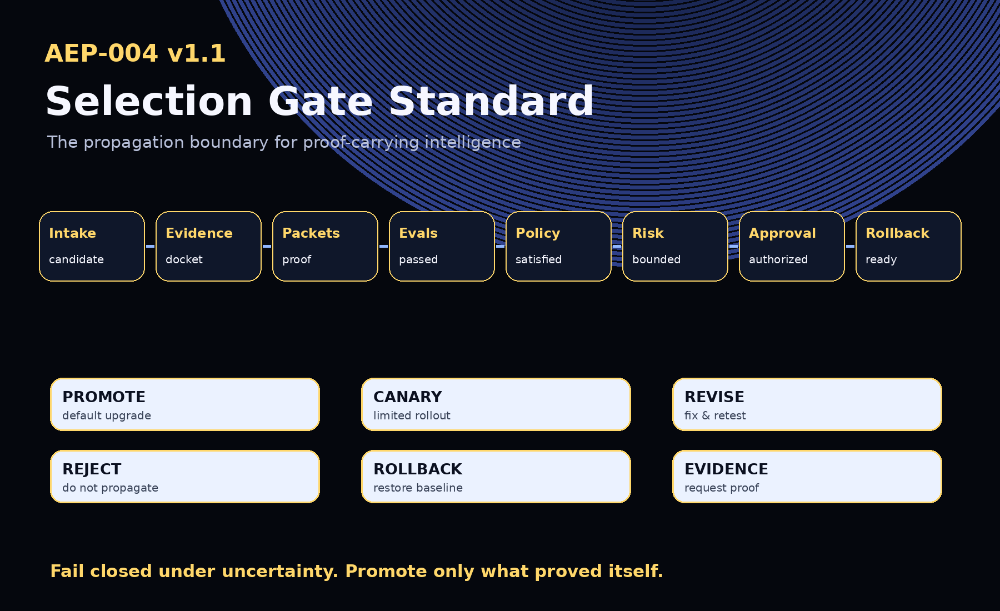 AEP-004 v1.1
Selection Gate Standard
The propagation boundary for proof-carrying intelligence
Intake
candidate
Evidence
docket
Packets
proof
Evals
passed
Policy
satisfied
Risk
bounded
Approval
authorized
Rollback
ready
PROMOTE
default upgrade
CANARY
limited rollout
REVISE
fix & retest
REJECT
do not propagate
ROLLBACK
restore baseline
EVIDENCE
request proof
Fail closed under uncertainty. Promote only what proved itself.